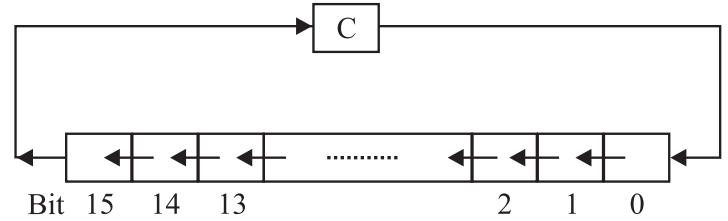 C
...........
Bit 15 14 13 2 1 0